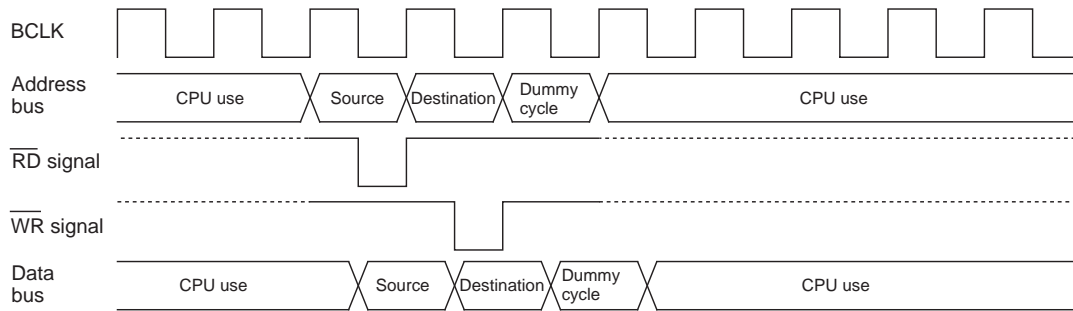 BCLK
Address
bus
CPU use
Source
Destination
Dummy
cycle
CPU use
RD signal
WR signal
Data
bus
CPU use
Source
Destination
Dummy
cycle
CPU use